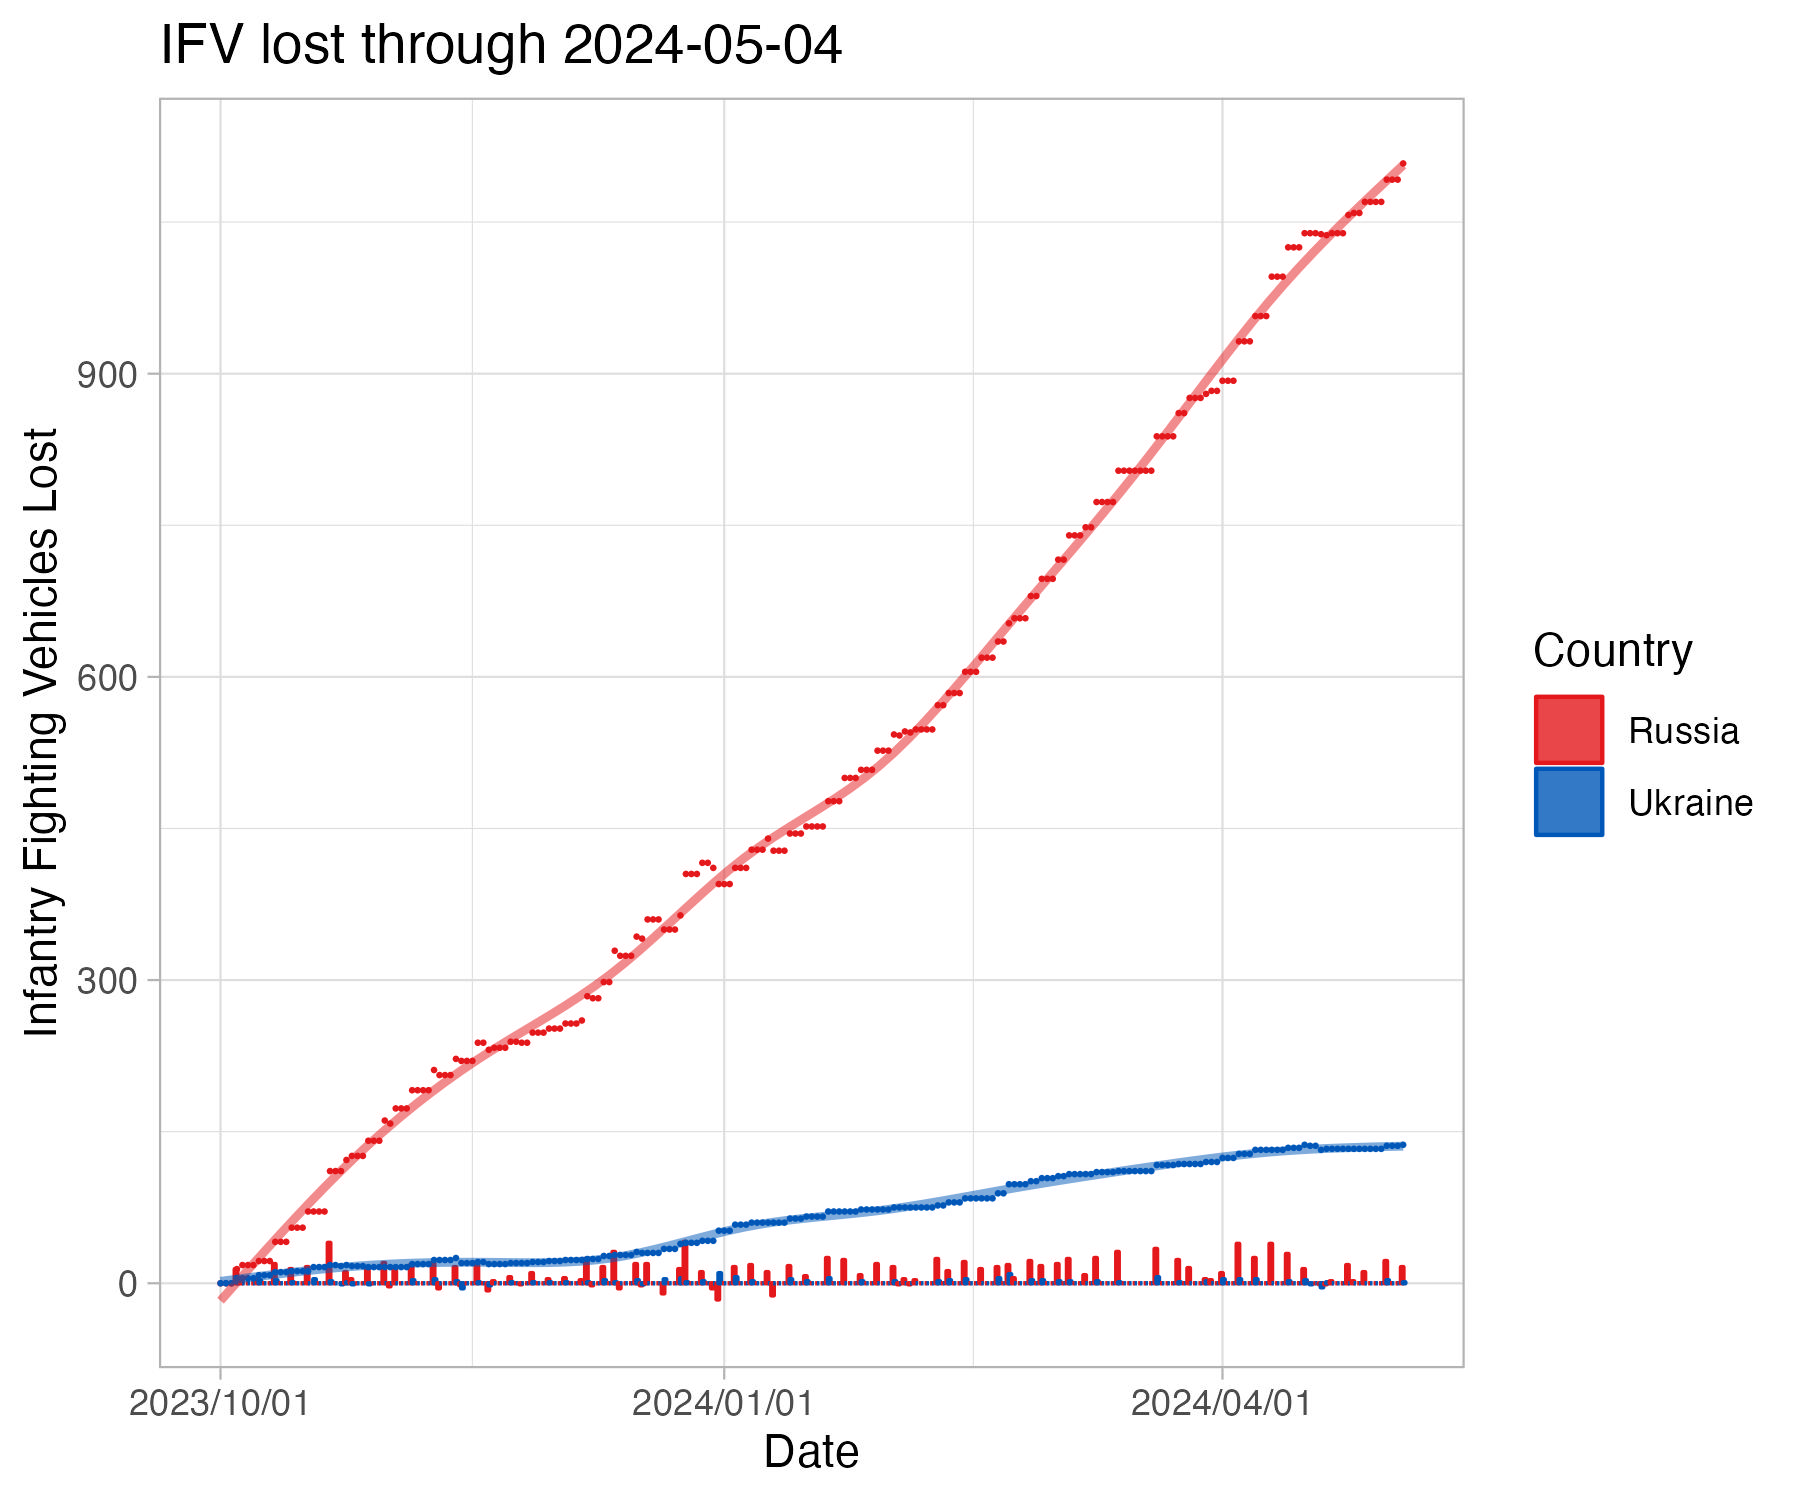 IFV lost through 2024-05-04
Infantry Fighting Vehicles Lost
900
600
300
0
2023/10/01
2024/01/01
2024/04/01
Date
Country
Russia
Ukraine